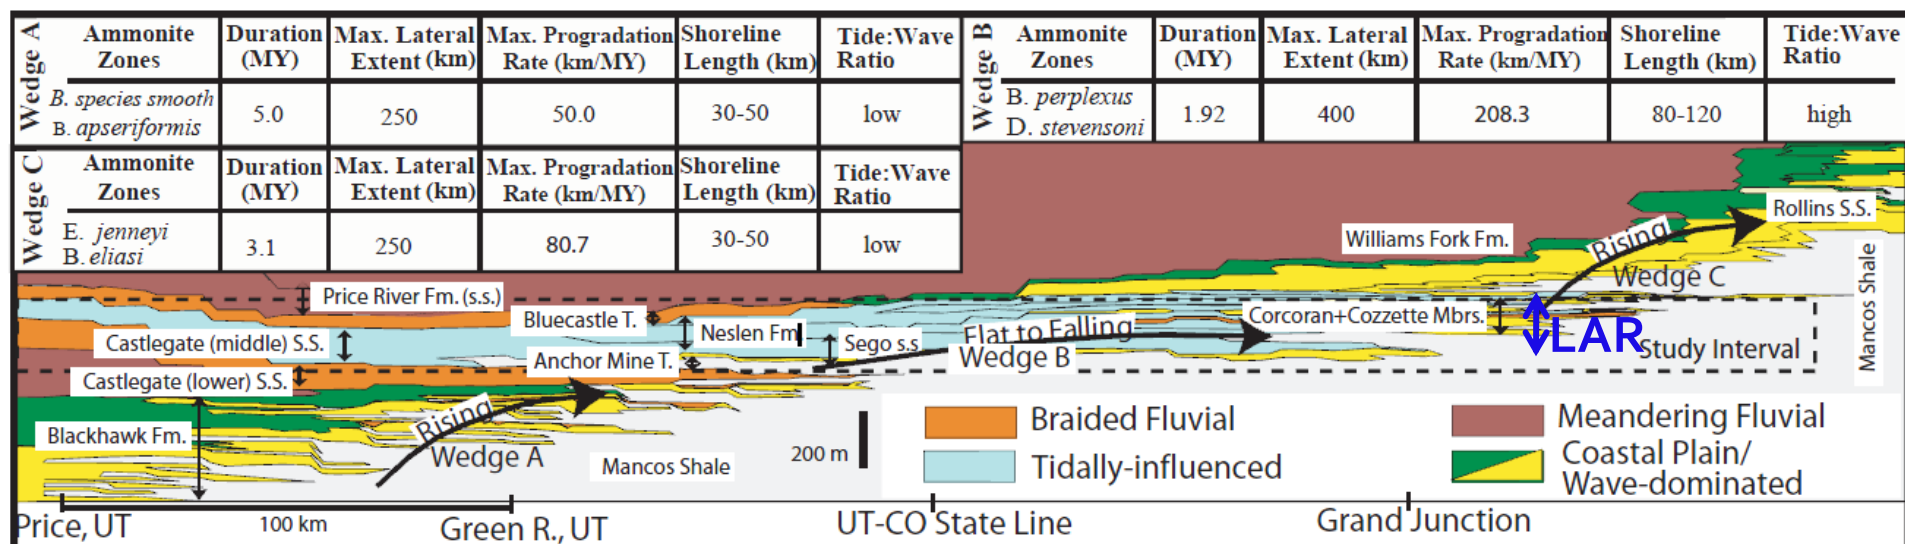 Wedge A
Ammonite Zones
Duration (MY)
Max. Lateral Extent (km)
Max. Progradation Rate (km/MY)
Shoreline Length (km)
Tide:Wave Ratio
B. species smooth
B. apseriformis
5.0
250
50.0
30-50
low
Wedge B
Ammonite Zones
Duration (MY)
Max. Lateral Extent (km)
Max. Progradation Rate (km/MY)
Shoreline Length (km)
Tide:Wave Ratio
B. perplexus
D. stevensoni
1.92
400
208.3
80-120
high
Wedge C
Ammonite Zones
Duration (MY)
Max. Lateral Extent (km)
Max. Progradation Rate (km/MY)
Shoreline Length (km)
Tide:Wave Ratio
E. jenneyi
B. eliasi
3.1
250
80.7
30-50
low
Rollins S.S.
Williams Fork Fm.
Rising
Wedge C
Mancos Shale
Price River Fm. (s.s.)
Bluecastle T.
Neslen Fm
Corcoran+Cozzette Mbrs.
Flat to Falling
Wedge B
LAR
Study Interval
Castlegate (middle) S.S.
Sego s.s
Anchor Mine T.
Castlegate (lower) S.S.
Blackhawk Fm.
Rising
Wedge A
Mancos Shale
200 m
Braided Fluvial
Tidally-influenced
Meandering Fluvial
Coastal Plain/
Wave-dominated
Price, UT
100 km
Green R., UT
UT-CO State Line
Grand Junction